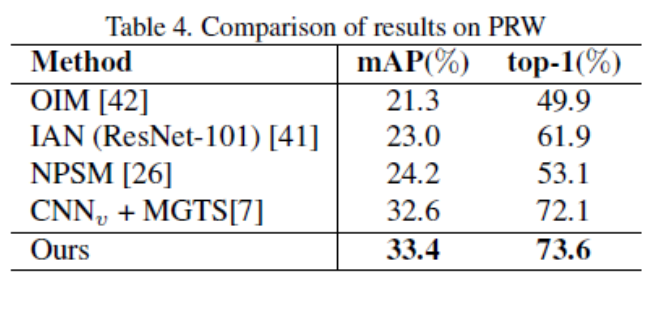 Table 4. Comparison of results on PRW
Method mAP(%) top-1(%)
OIM [42] 21.3 49.9
IAN (ResNet-101) [41] 23.0 61.9
NPSM [26] 24.2 53.1
CNNᵥ + MGTS[7] 32.6 72.1
Ours 33.4 73.6